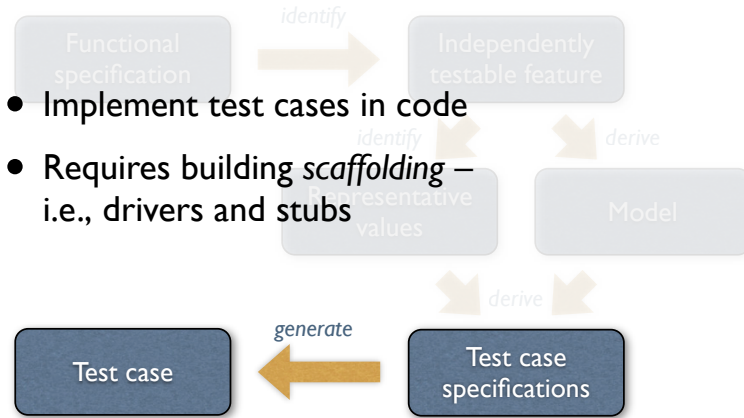 identify
Functional
specification
Independently
testable feature
• Implement test cases in code
identify
derive
• Requires building scaffolding –
i.e., drivers and stubs
Representative
values
Model
derive
generate
Test case
Test case
specifications